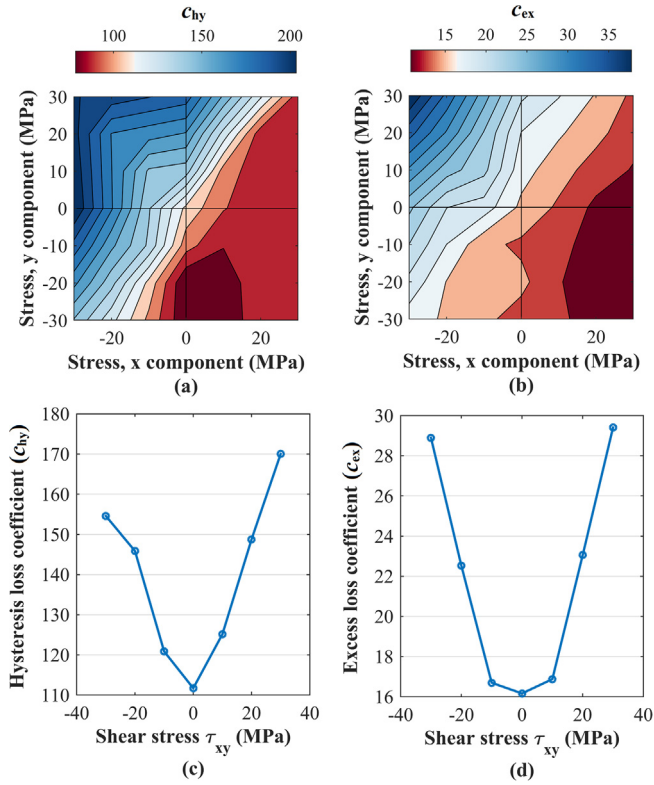 c_hy
c_ex
100 150 200
15 20 25 30 35
Stress, y component (MPa)
30
20
10
0
-10
-20
-30
-20 0 20
Stress, x component (MPa)
(a)
Stress, y component (MPa)
30
20
10
0
-10
-20
-30
-20 0 20
Stress, x component (MPa)
(b)
Hysteresis loss coefficient (c_hy)
180
170
160
150
140
130
120
110
-40 -20 0 20 40
Shear stress τ_xy (MPa)
(c)
Excess loss coefficient (c_ex)
30
28
26
24
22
20
18
16
-40 -20 0 20 40
Shear stress τ_xy (MPa)
(d)